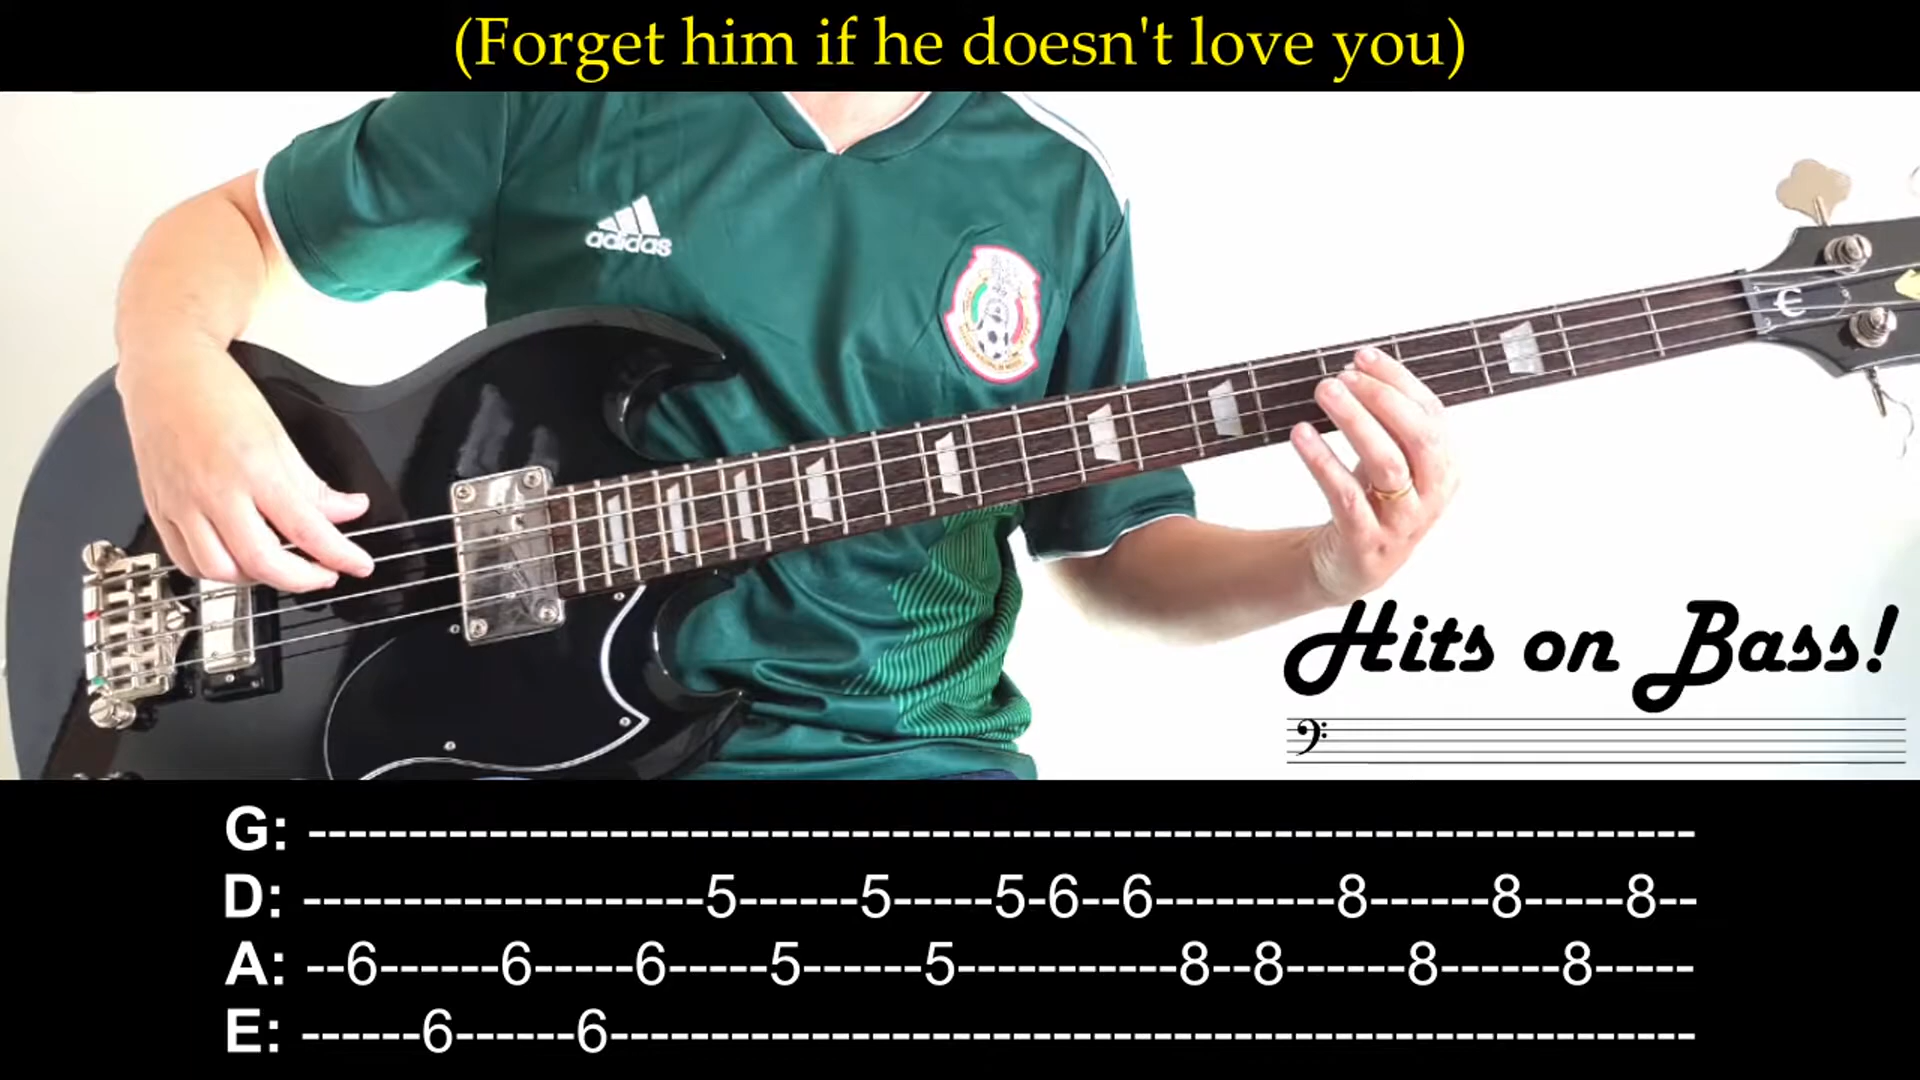 (Forget him if he doesn't love you)
adidas
Hits on Bass!
G: ---------------------------------------------------------------------
D: --------------------5------5-----5-6--6---------8------8-----8--
A: --6------6-----6-----5------5-----------8--8------8------8-----
E: ------6------6------------------------------------------------------